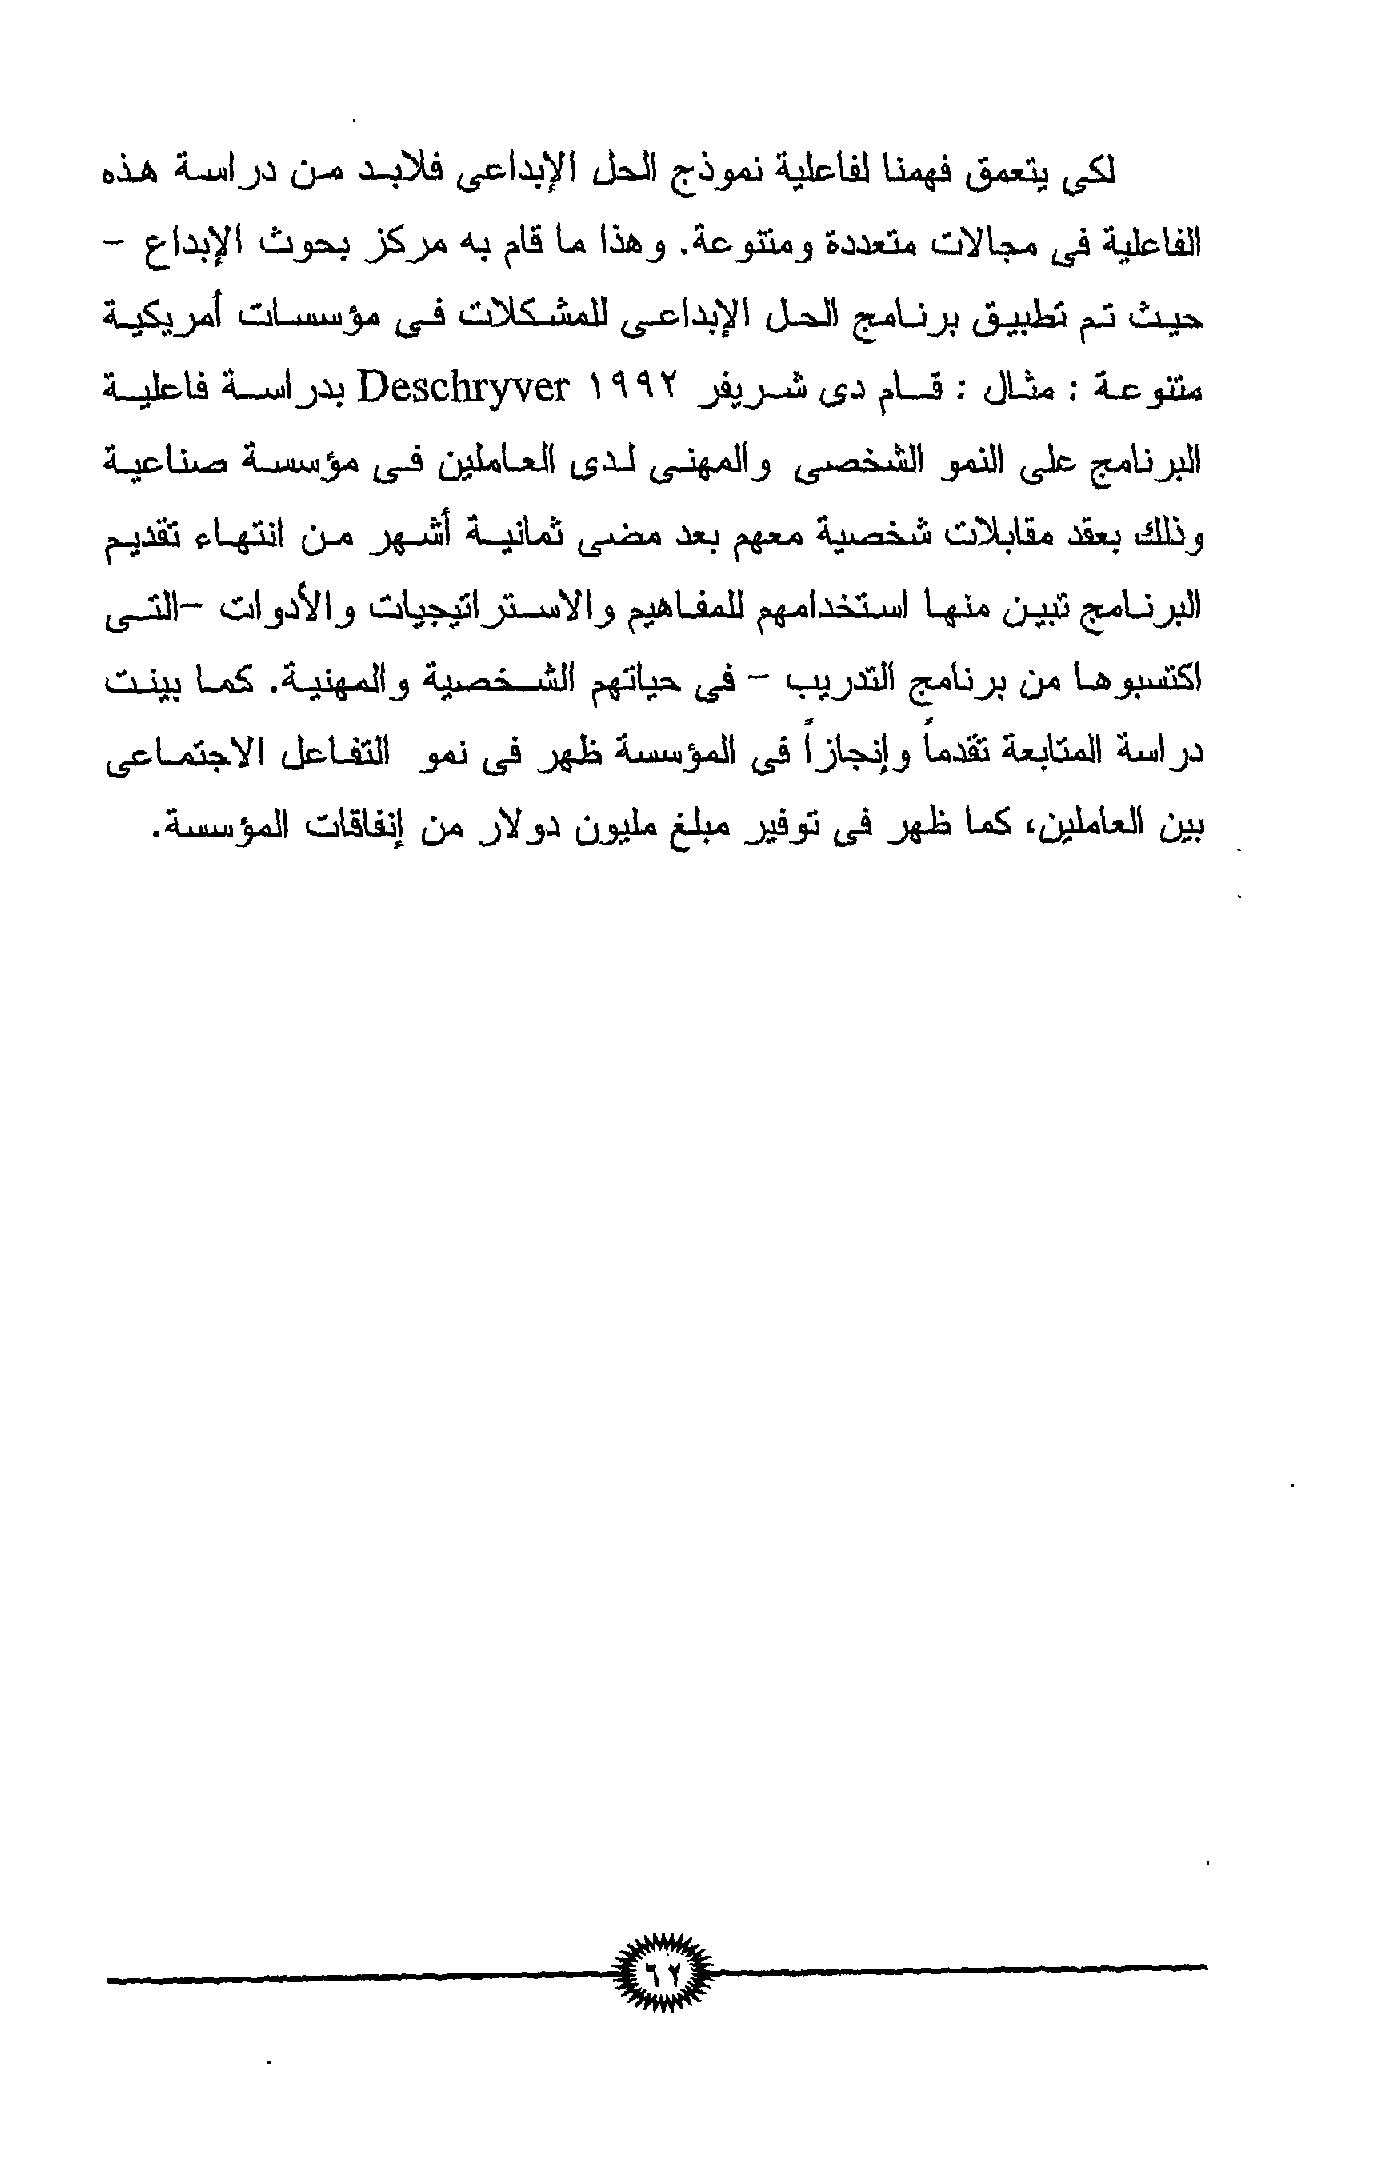 لكي يتعمق فهمنا لفاعلية نموذج الحل الإبداعى فلابد من دراسة هذه
الفاعلية فى مجالات متعددة ومتنوعة. وهذا ما قام به مركز بحوث الإبداع –
حيث تم تطبيق برنامج الحل الإبداعى للمشكلات فى مؤسسات أمريكية
متنوعة : مثال : قام دى شريفر Deschryver ١٩٩٢ بدراسة فاعلية
البرنامج على النمو الشخصى والمهنى لدى العاملين فى مؤسسة صناعية
وذلك بعقد مقابلات شخصية معهم بعد مضى ثمانية أشهر من انتهاء تقديم
البرنامج تبين منها استخدامهم للمفاهيم والاستراتيجيات والأدوات –التى
اكتسبوها من برنامج التدريب – فى حياتهم الشخصية والمهنية. كما بينت
دراسة المتابعة تقدماً وإنجازاً فى المؤسسة ظهر فى نمو التفاعل الاجتماعى
بين العاملين، كما ظهر فى توفير مبلغ مليون دولار من إنفاقات المؤسسة.
٦٢